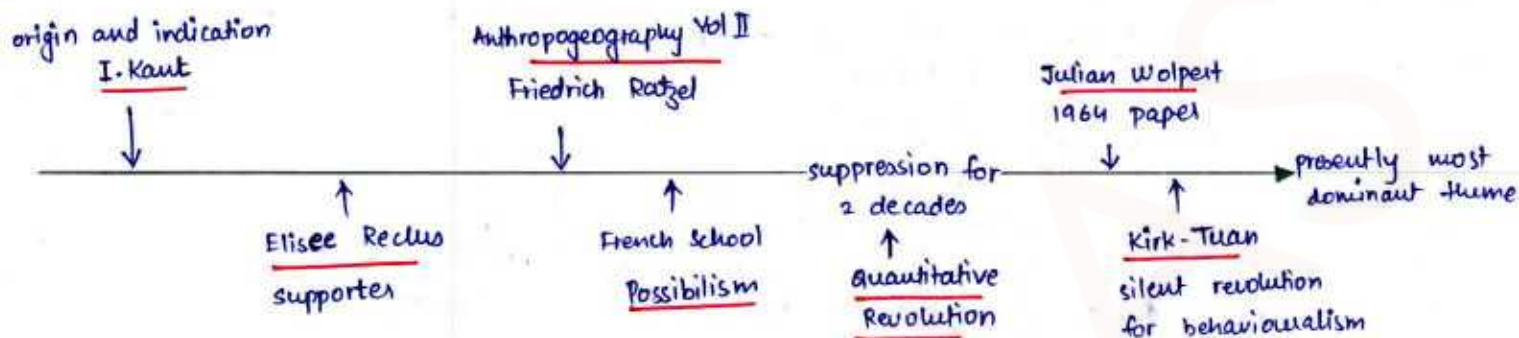 origin and indication
I. Kant
Anthropogeography Vol II
Friedrich Ratzel
Julian Wolpert
1964 paper
suppression for
2 decades
presently most
dominant theme
Elisee Reclus
supporter
French School
Possibilism
Quantitative
Revolution
Kirk-Tuan
silent revolution
for behaviouralism